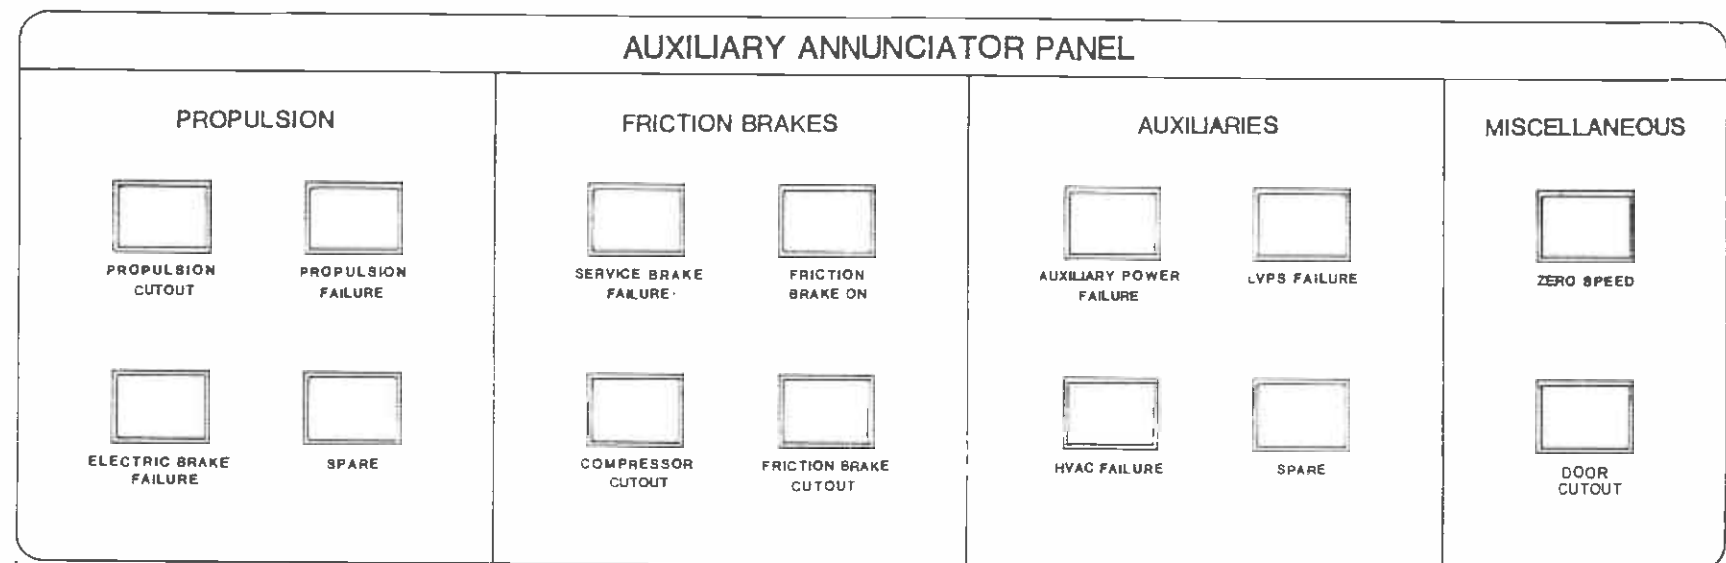 AUXILIARY ANNUNCIATOR PANEL
PROPULSION
PROPULSION
CUTOUT
PROPULSION
FAILURE
ELECTRIC BRAKE
FAILURE
SPARE
FRICTION BRAKES
SERVICE BRAKE
FAILURE
FRICTION
BRAKE ON
COMPRESSOR
CUTOUT
FRICTION BRAKE
CUTOUT
AUXILIARIES
AUXILIARY POWER
FAILURE
LVPS FAILURE
HVAC FAILURE
SPARE
MISCELLANEOUS
ZERO SPEED
DOOR
CUTOUT